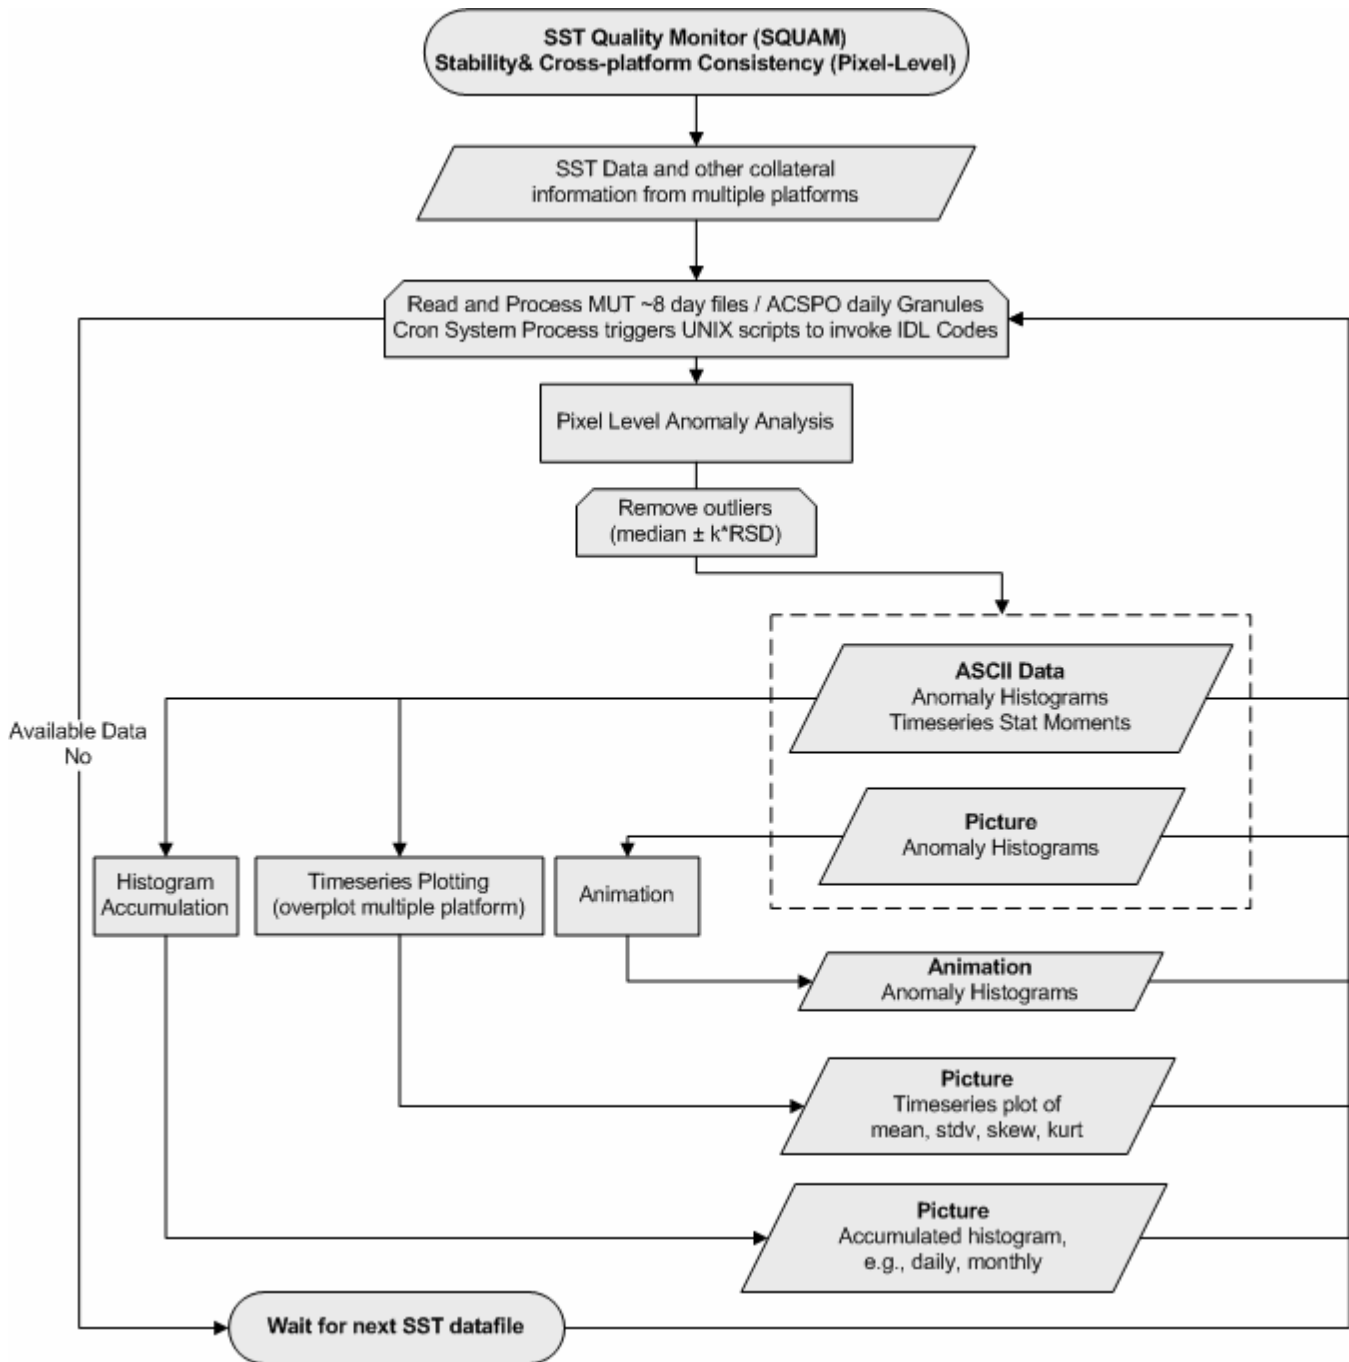 SST Quality Monitor (SQUAM)
Stability& Cross-platform Consistency (Pixel-Level)
SST Data and other collateral
information from multiple platforms
Read and Process MUT ~8 day files / ACSPO daily Granules
Cron System Process triggers UNIX scripts to invoke IDL Codes
Pixel Level Anomaly Analysis
Remove outliers
(median ± k*RSD)
ASCII Data
Anomaly Histograms
Timeseries Stat Moments
Available Data
No
Picture
Anomaly Histograms
Histogram
Accumulation
Timeseries Plotting
(overplot multiple platform)
Animation
Animation
Anomaly Histograms
Picture
Timeseries plot of
mean, stdv, skew, kurt
Picture
Accumulated histogram,
e.g., daily, monthly
Wait for next SST datafile